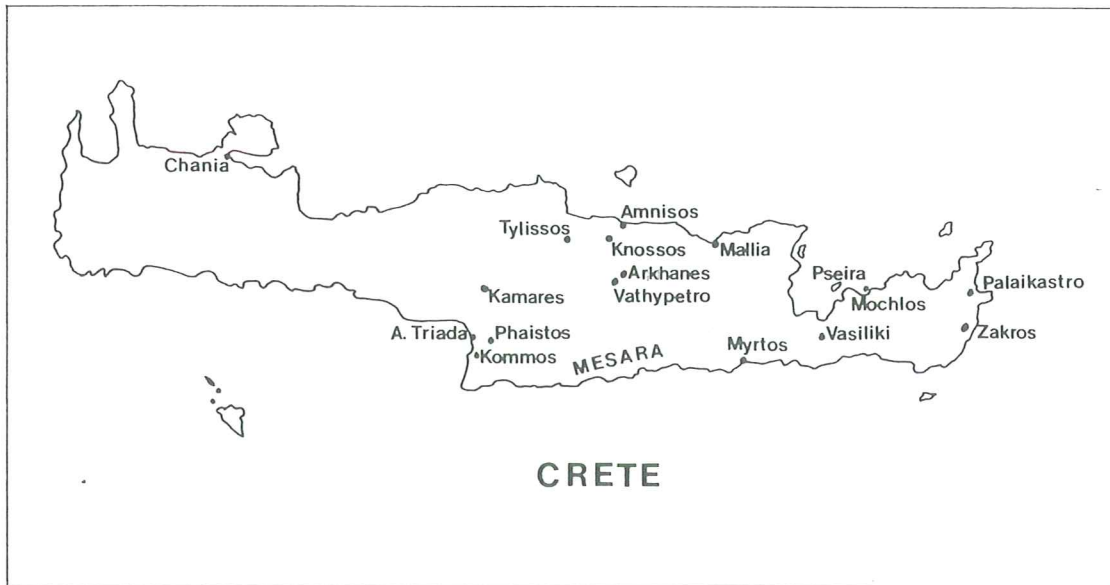 Chania
Amnisos
Tylissos
Knossos
Mallia
Arkhanes
Vathypetro
Kamares
Pseira
Mochlos
Palaikastro
A. Triada
Phaistos
Kommos
MESARA
Myrtos
Vasiliki
Zakros
CRETE